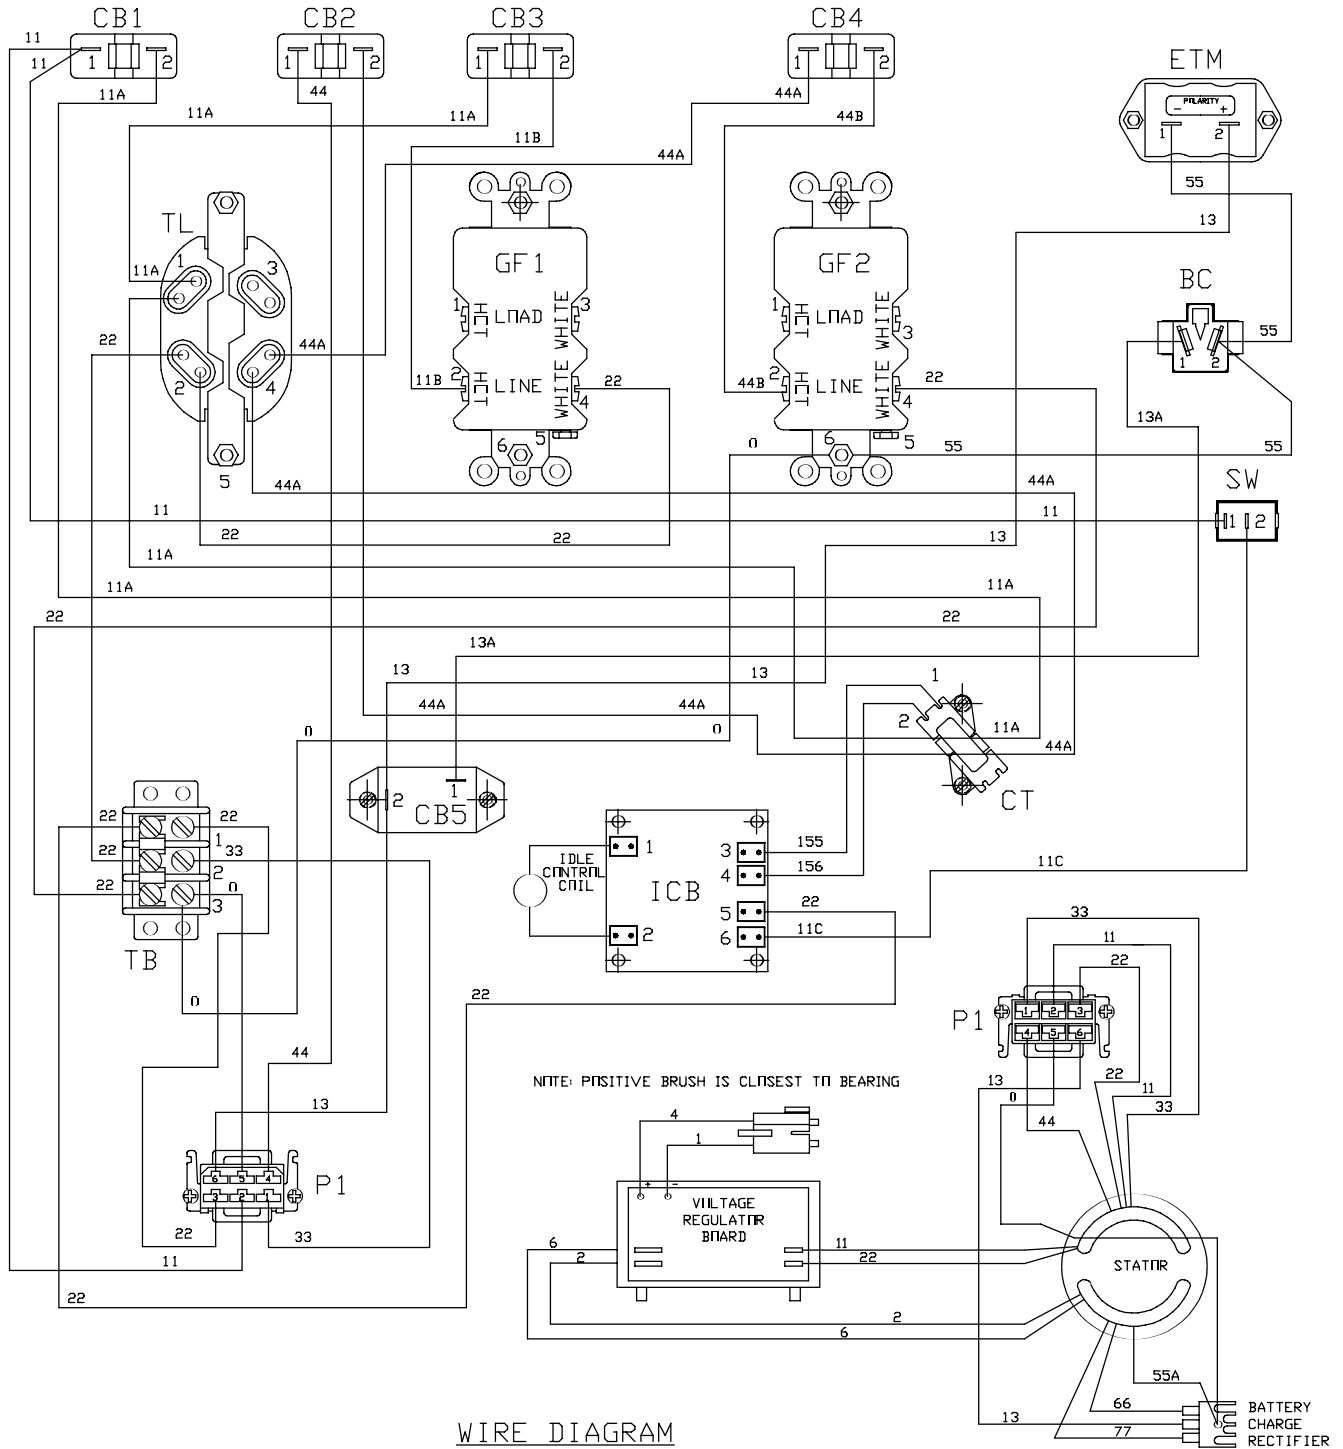 CB1 CB2 CB3 CB4
ETM
11 1 2 1 2 1 2 1 2
11
11A 44 44A
POLARITY
- +
1 2
11A 11A 11B 44B
44A
55
13
TL
GF1 GF2
BC
1 3
11A
1 HOT LOAD WHITE 3
1 HOT LOAD WHITE 3
22 44A
55
1 2
2 4
11B 2 HOT LINE WHITE 4 22
44B 2 HOT LINE WHITE 4 22
13A
6 5 0 6 5 55 55
5
44A 44A
SW
11 11 1 2
22 22 13
11A
11A 11A
22 22
13A
13 13
1
44A 44A 2 11A
0 0 44A
CT
2 1
CB5
22 22
1
33
2
22 0
3
TB
IDLE
CONTROL
COIL
1
2
ICB
3 155
4 156
5 22
6 11C
11C
0 22
33
11
22
P1
1 2 3
4 5 6
44
NOTE: POSITIVE BRUSH IS CLOSEST TO BEARING
13 22
0 11
33
44
13
4
1
P1
6 5 4
3 2 1
+ -
VOLTAGE
REGULATOR
BOARD
22 33
11
6 11
2 22
STATOR
22
2
6
55A
66
13
77
BATTERY
CHARGE
RECTIFIER
WIRE DIAGRAM